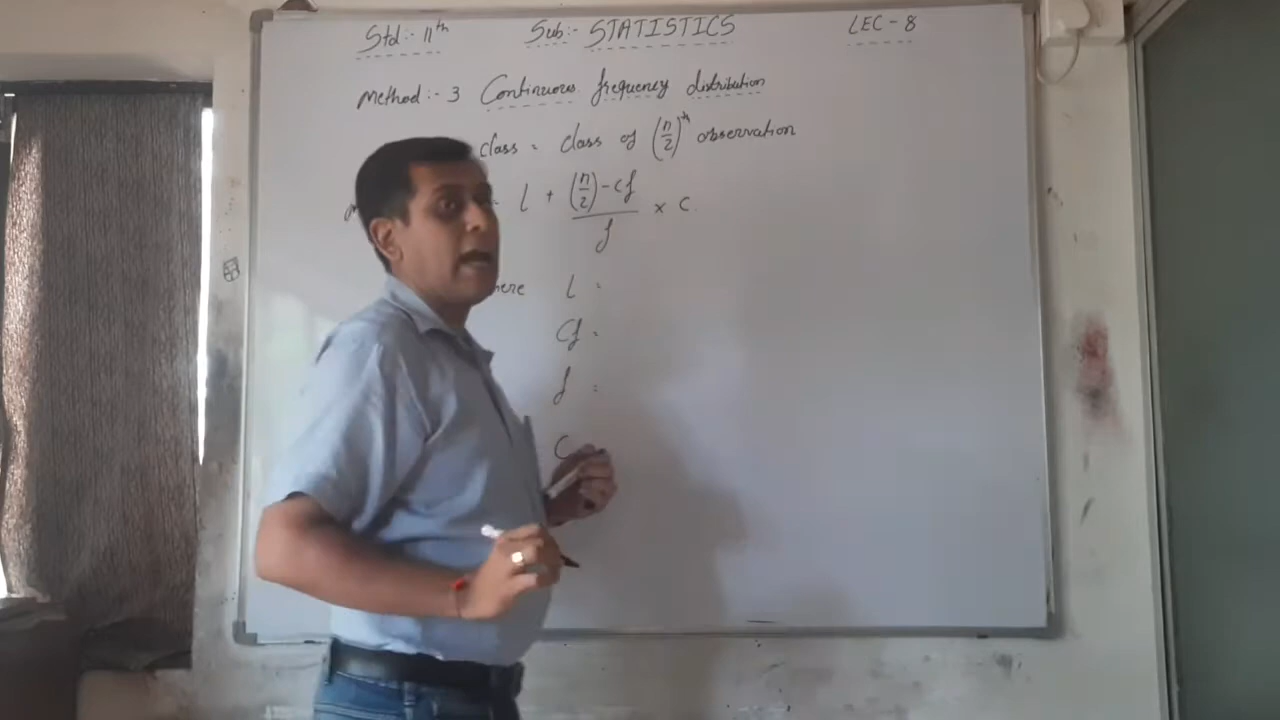 Std:- 11th Sub:- STATISTICS LEC-8
Method:- 3 Continuous frequency distribution
class = class of (n/2)th observation
l + ((n/2) - cf)/f × c
here l =
Cf =
f =
C